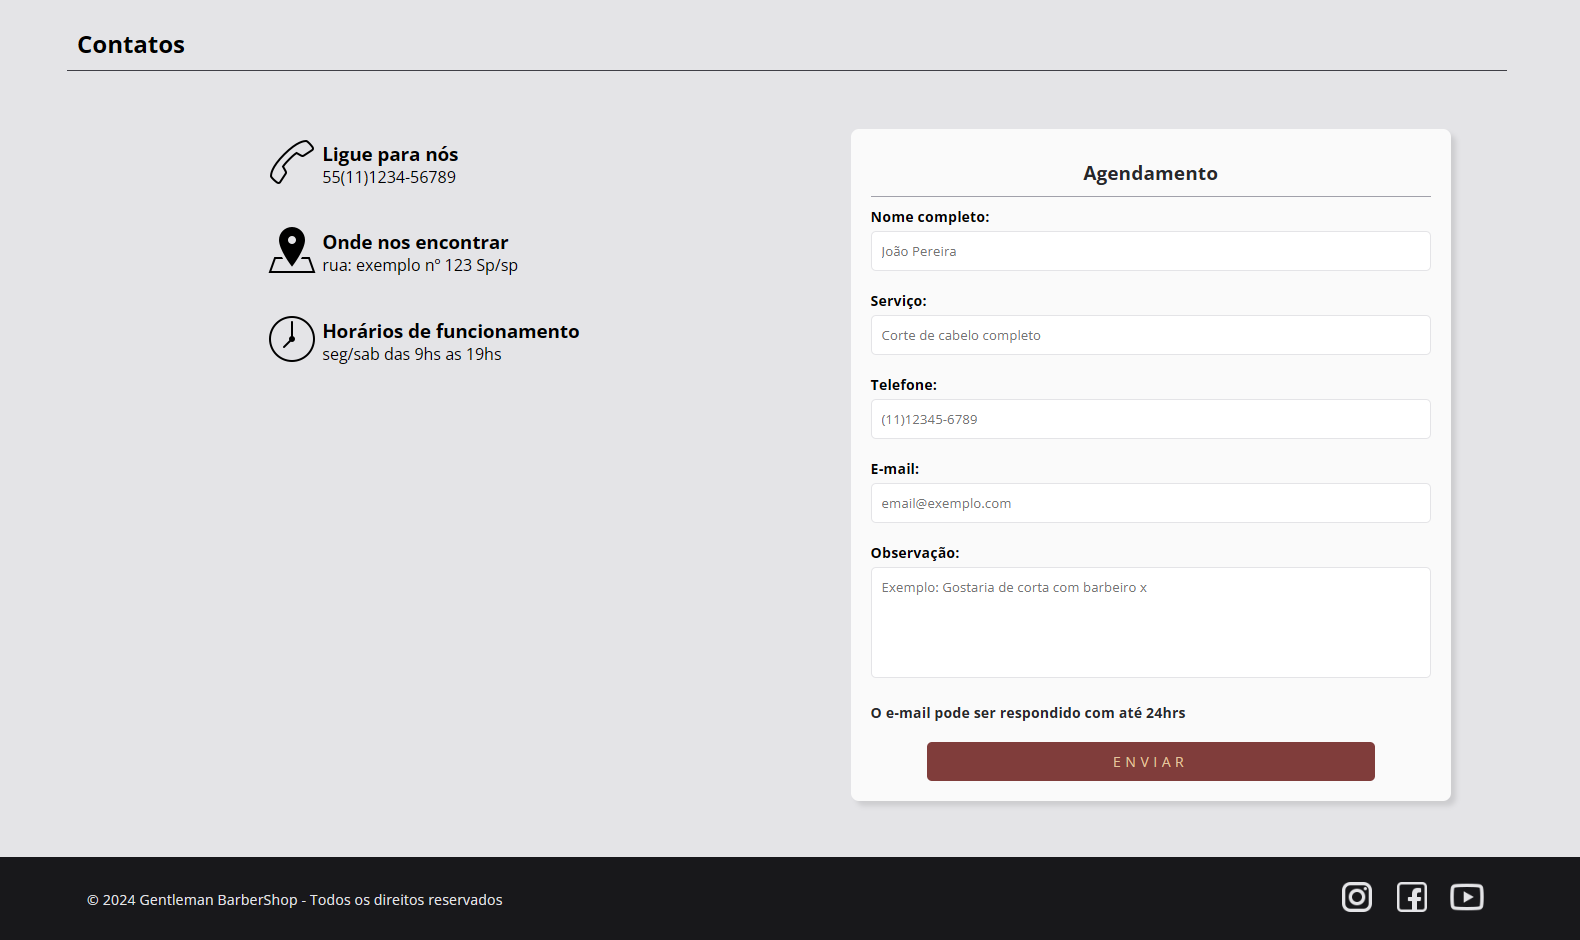 Contatos
Ligue para nós
55(11)1234-56789
Onde nos encontrar
rua: exemplo nº 123 Sp/sp
Horários de funcionamento
seg/sab das 9hs as 19hs
Agendamento
Nome completo:
João Pereira
Serviço:
Corte de cabelo completo
Telefone:
(11)12345-6789
E-mail:
email@exemplo.com
Observação:
Exemplo: Gostaria de corta com barbeiro x
O e-mail pode ser respondido com até 24hrs
ENVIAR
© 2024 Gentleman BarberShop - Todos os direitos reservados